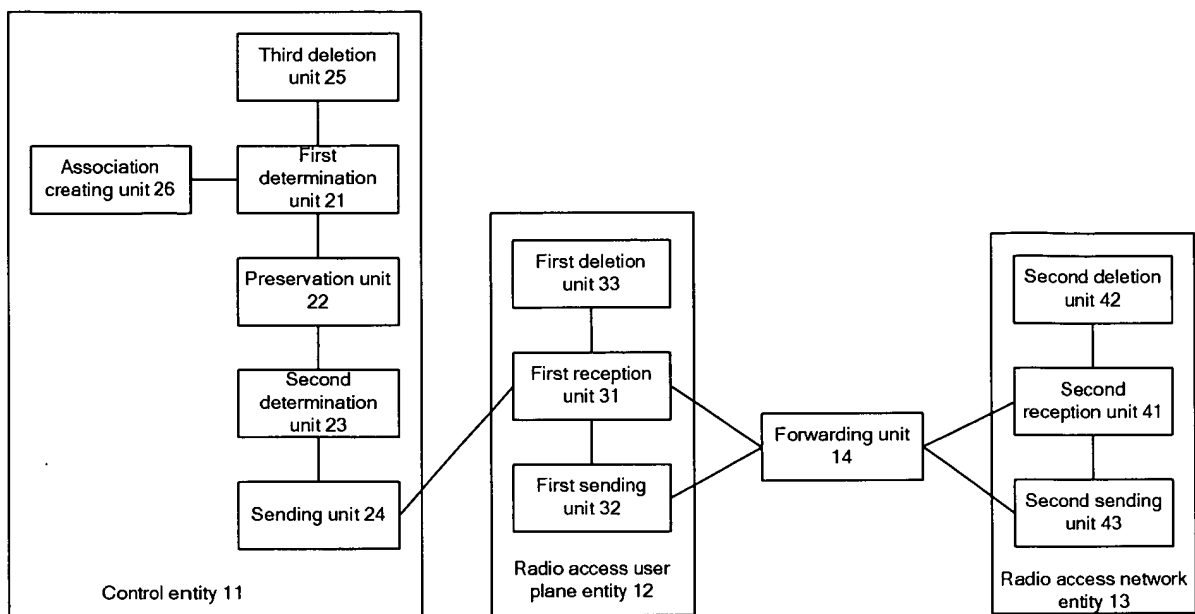 Third deletion
unit 25
Association
creating unit 26
First
determination
unit 21
Preservation unit
22
Second
determination
unit 23
Sending unit 24
Control entity 11
First deletion
unit 33
First reception
unit 31
First sending
unit 32
Radio access user
plane entity 12
Forwarding unit
14
Second deletion
unit 42
Second
reception unit 41
Second sending
unit 43
Radio access network
entity 13